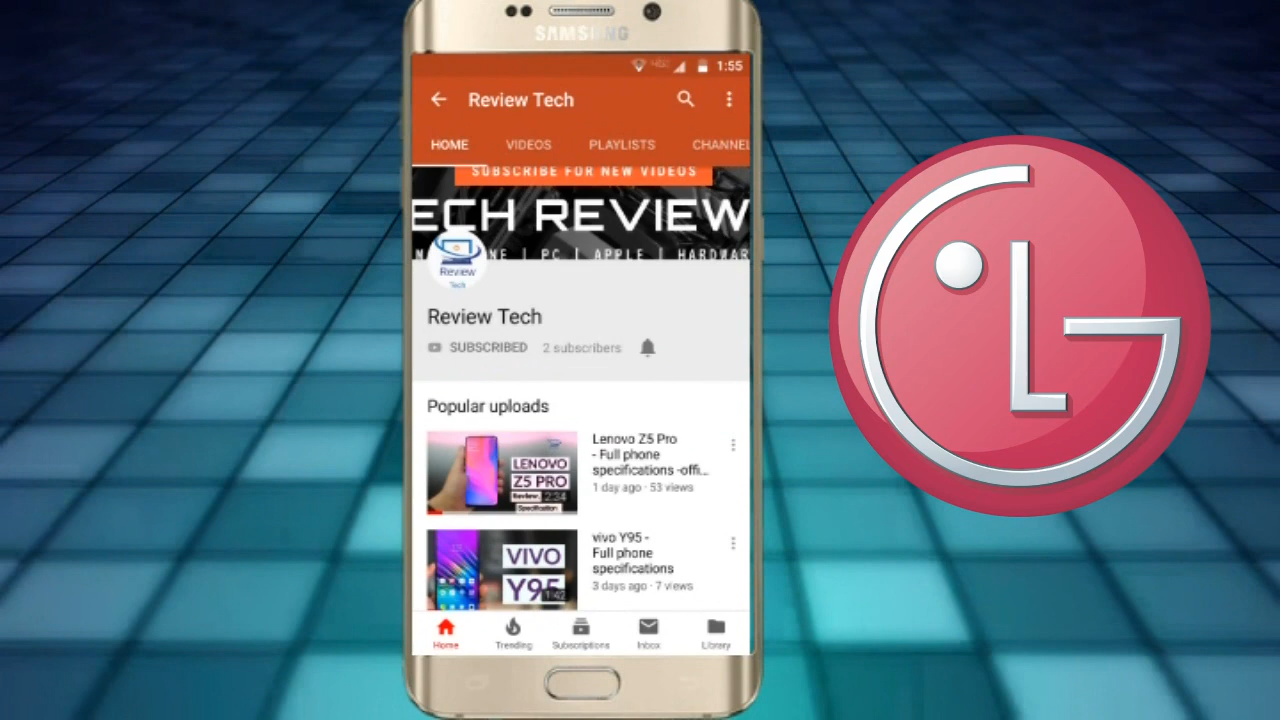 SAMSUNG
1:55
Review Tech
HOME VIDEOS PLAYLISTS CHANNEL
SUBSCRIBE FOR NEW VIDEOS
ECH REVIEW
NE | PC | APPLE | HARDWAR
Review
Tech
Review Tech
SUBSCRIBED 2 subscribers
Popular uploads
LENOVO
Z5 PRO
Review,
2:34
Specification
Lenovo Z5 Pro
- Full phone
specifications -offi...
1 day ago · 53 views
VIVO
Y95
1:42
vivo Y95 -
Full phone
specifications
3 days ago · 7 views
Home Trending Subscriptions Inbox Library
LG